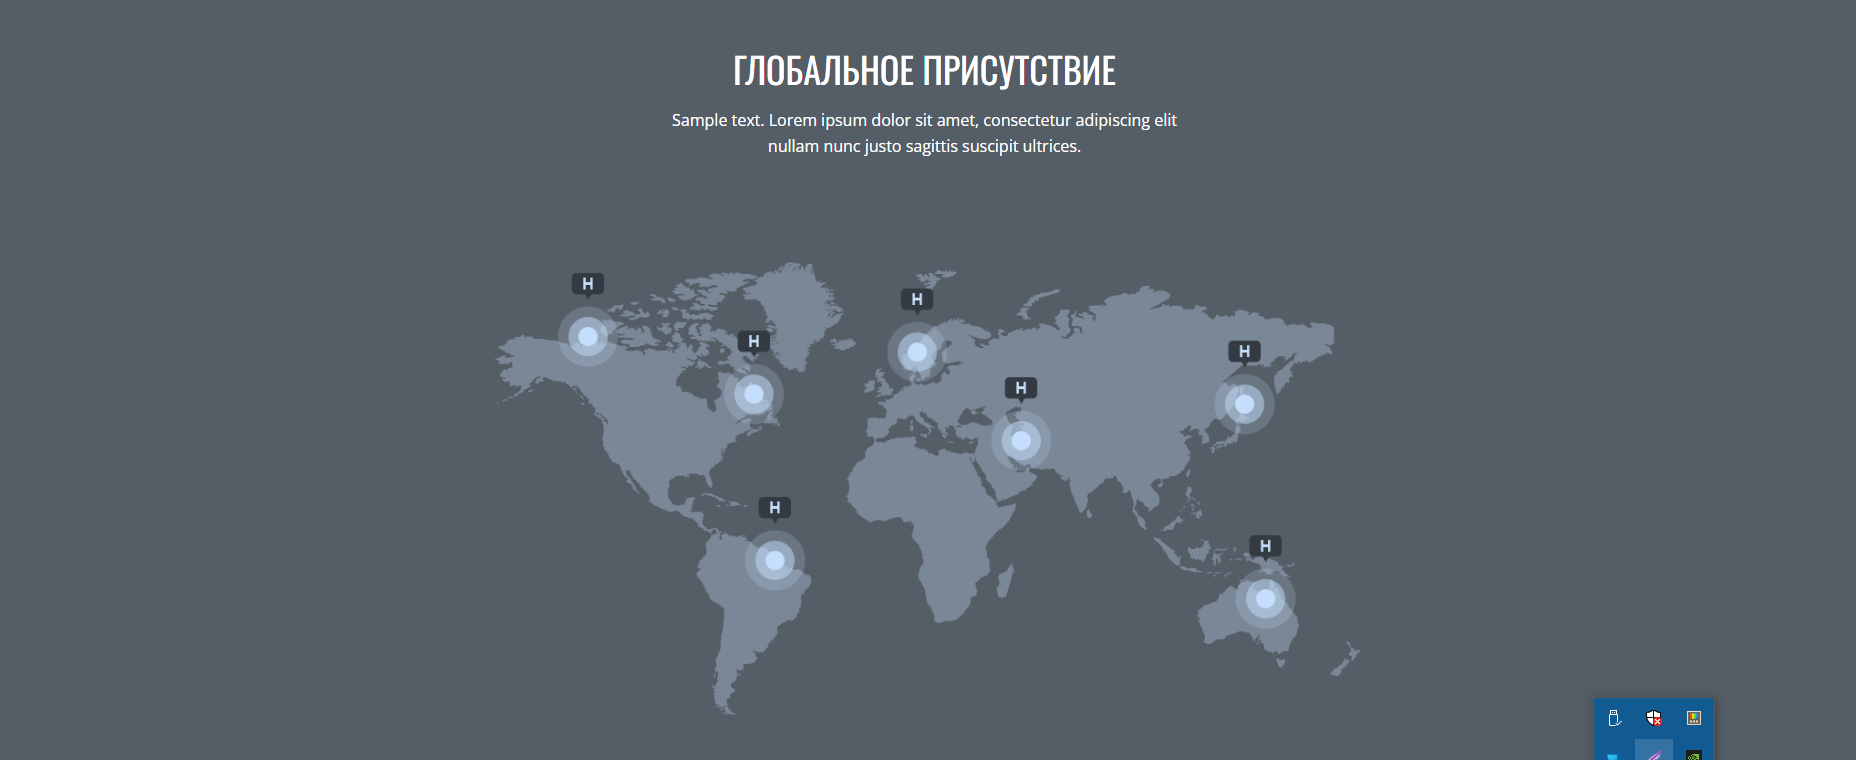 ГЛОБАЛЬНОЕ ПРИСУТСТВИЕ
Sample text. Lorem ipsum dolor sit amet, consectetur adipiscing elit
nullam nunc justo sagittis suscipit ultrices.
H
H
H
H
H
H
H